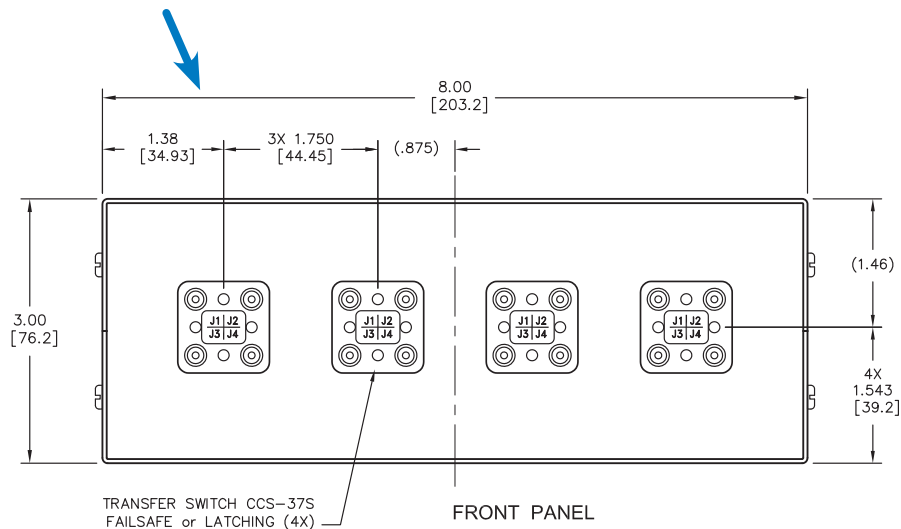 8.00
[203.2]
1.38
[34.93]
3X 1.750
[44.45]
(.875)
(1.46)
3.00
[76.2]
J1 J2
J3 J4
J1 J2
J3 J4
J1 J2
J3 J4
J1 J2
J3 J4
4X
1.543
[39.2]
TRANSFER SWITCH CCS-37S
FAILSAFE or LATCHING (4X)
FRONT PANEL